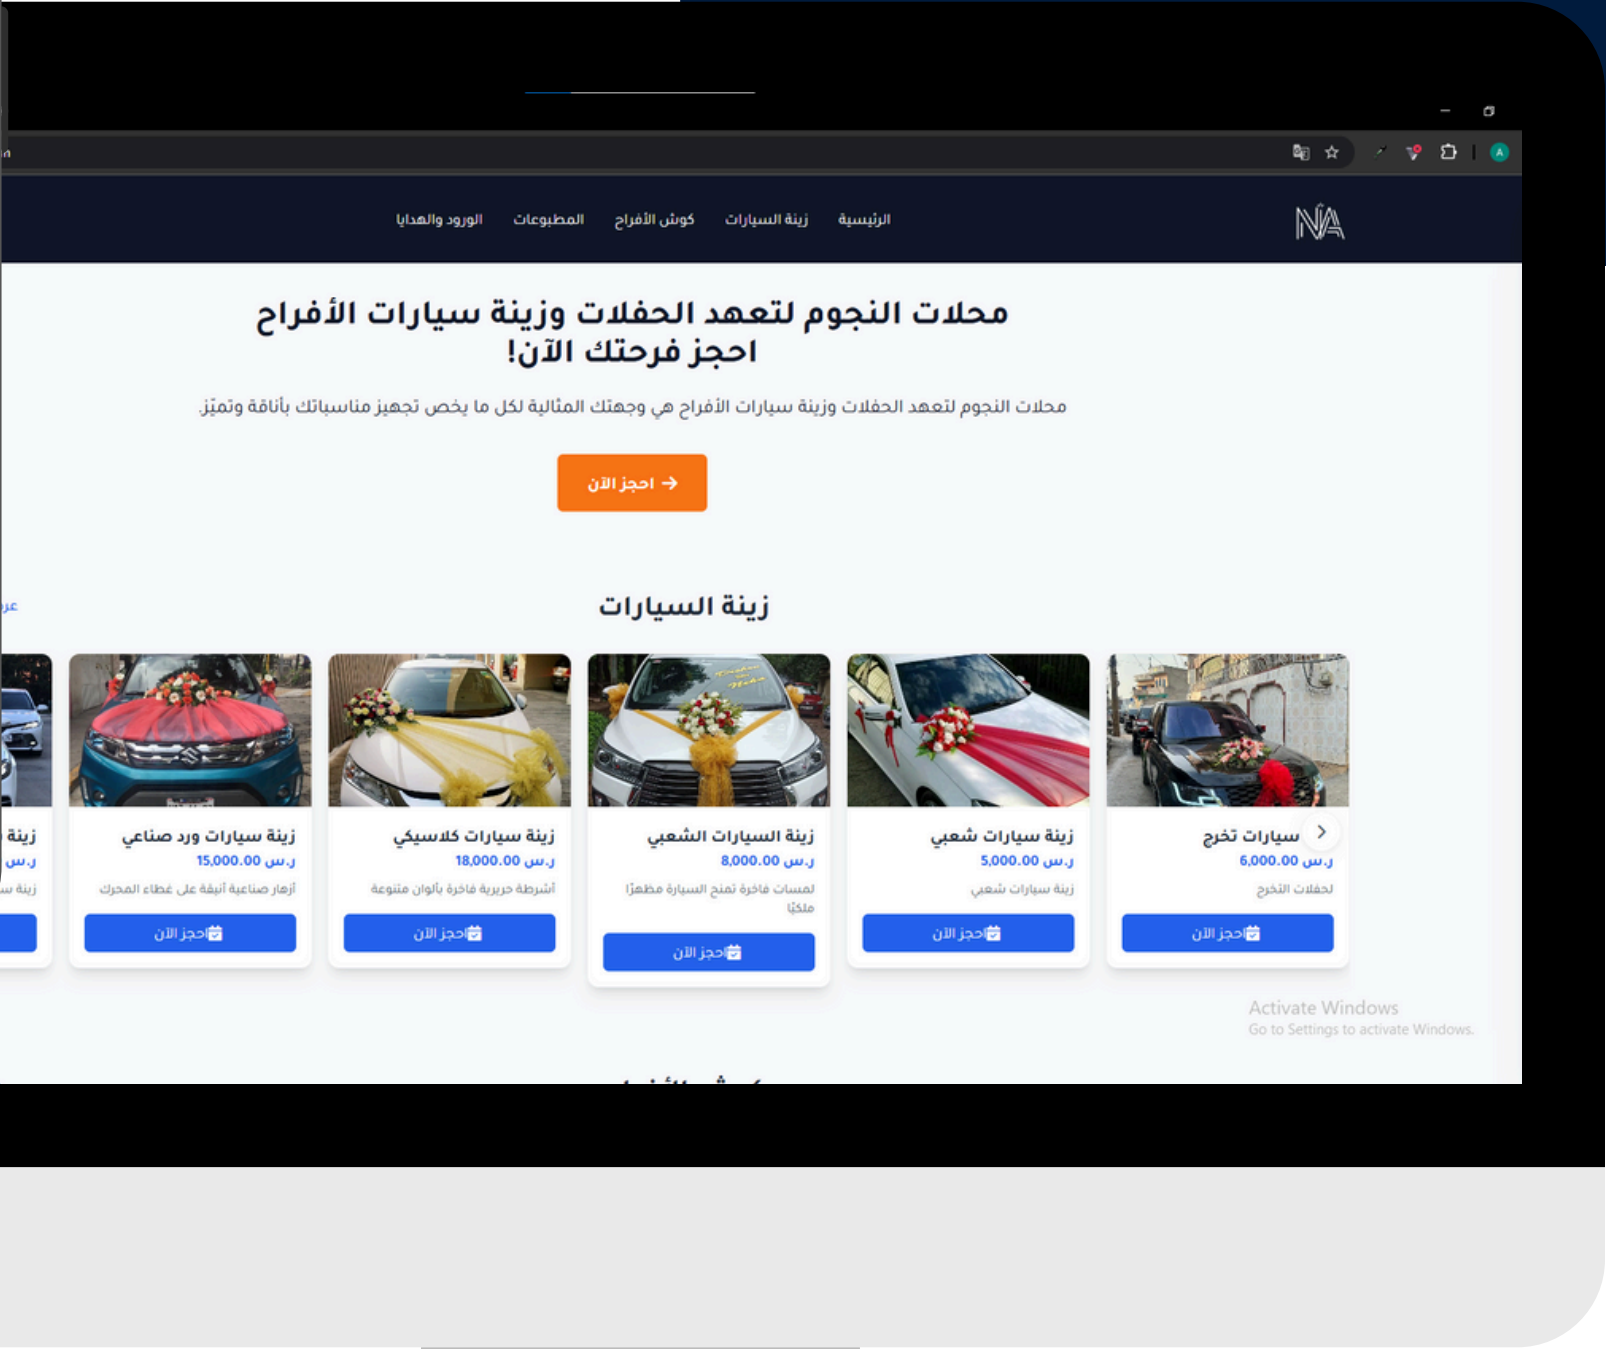 NA
الرئيسية زينة السيارات كوش الأفراح المطبوعات الورود والهدايا
محلات النجوم لتعهد الحفلات وزينة سيارات الأفراح
احجز فرحتك الآن!
محلات النجوم لتعهد الحفلات وزينة سيارات الأفراح هي وجهتك المثالية لكل ما يخص تجهيز مناسباتك بأناقة وتميّز.
احجز الآن
زينة السيارات
سيارات تخرج
ر.س 6,000.00
لحفلات التخرج
احجز الآن
زينة سيارات شعبي
ر.س 5,000.00
زينة سيارات شعبي
احجز الآن
زينة السيارات الشعبي
ر.س 8,000.00
لمسات فاخرة تمنح السيارة مظهرًا
ملكيًا
احجز الآن
زينة سيارات كلاسيكي
ر.س 18,000.00
أشرطة حريرية فاخرة بألوان متنوعة
احجز الآن
زينة سيارات ورد صناعي
ر.س 15,000.00
أزهار صناعية أنيقة على غطاء المحرك
احجز الآن
زينة
ر.س
زينة
Activate Windows
Go to Settings to activate Windows.